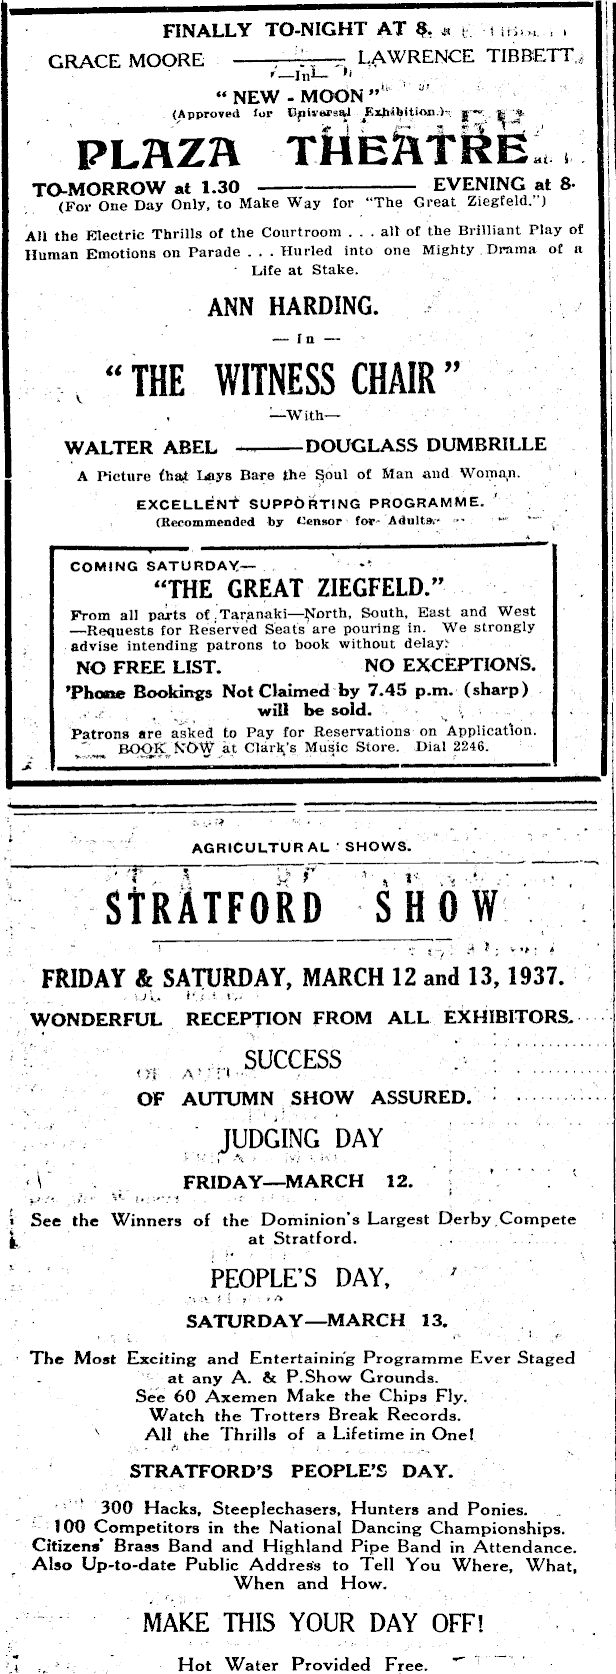 FINALLY TO-NIGHT AT 8.
GRACE MOORE ——— LAWRENCE TIBBETT
—In—
"NEW - MOON"
(Approved for Universal Exhibition.)
PLAZA THEATRE
TO-MORROW at 1.30 ——— EVENING at 8.
(For One Day Only, to Make Way for "The Great Ziegfeld.")
All the Electric Thrills of the Courtroom . . . all of the Brilliant Play of
Human Emotions on Parade . . . Hurled into one Mighty Drama of a
Life at Stake.
ANN HARDING.
— In —
"THE WITNESS CHAIR"
—With—
WALTER ABEL ——— DOUGLASS DUMBRILLE
A Picture that Lays Bare the Soul of Man and Woman.
EXCELLENT SUPPORTING PROGRAMME.
(Recommended by Censor for Adults.
COMING SATURDAY—
"THE GREAT ZIEGFELD."
From all parts of Taranaki—North, South, East and West
—Requests for Reserved Seats are pouring in. We strongly
advise intending patrons to book without delay:
NO FREE LIST. NO EXCEPTIONS.
'Phone Bookings Not Claimed by 7.45 p.m. (sharp)
will be sold.
Patrons are asked to Pay for Reservations on Application.
BOOK NOW at Clark's Music Store. Dial 2246.
AGRICULTURAL SHOWS.
STRATFORD SHOW
FRIDAY & SATURDAY, MARCH 12 and 13, 1937.
WONDERFUL RECEPTION FROM ALL EXHIBITORS.
SUCCESS
OF AUTUMN SHOW ASSURED.
JUDGING DAY
FRIDAY—MARCH 12.
See the Winners of the Dominion's Largest Derby Compete
at Stratford.
PEOPLE'S DAY,
SATURDAY—MARCH 13.
The Most Exciting and Entertaining Programme Ever Staged
at any A. & P. Show Grounds.
See 60 Axemen Make the Chips Fly.
Watch the Trotters Break Records.
All the Thrills of a Lifetime in One!
STRATFORD'S PEOPLE'S DAY.
300 Hacks, Steeplechasers, Hunters and Ponies.
100 Competitors in the National Dancing Championships.
Citizens' Brass Band and Highland Pipe Band in Attendance.
Also Up-to-date Public Address to Tell You Where, What,
When and How.
MAKE THIS YOUR DAY OFF!
Hot Water Provided Free.